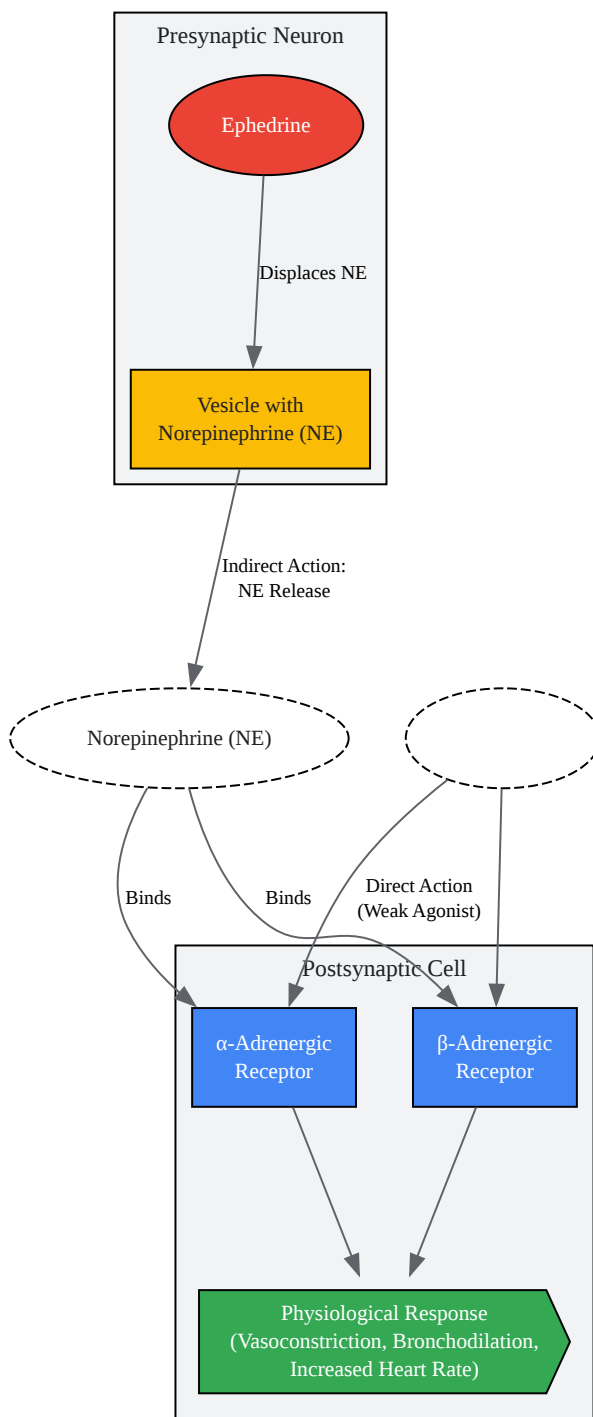 Presynaptic Neuron
Ephedrine
Displaces NE
Vesicle with
Norepinephrine (NE)
Indirect Action:
NE Release
Norepinephrine (NE)
Binds
Binds
Direct Action
(Weak Agonist)
Postsynaptic Cell
α-Adrenergic
Receptor
β-Adrenergic
Receptor
Physiological Response
(Vasoconstriction, Bronchodilation,
Increased Heart Rate)